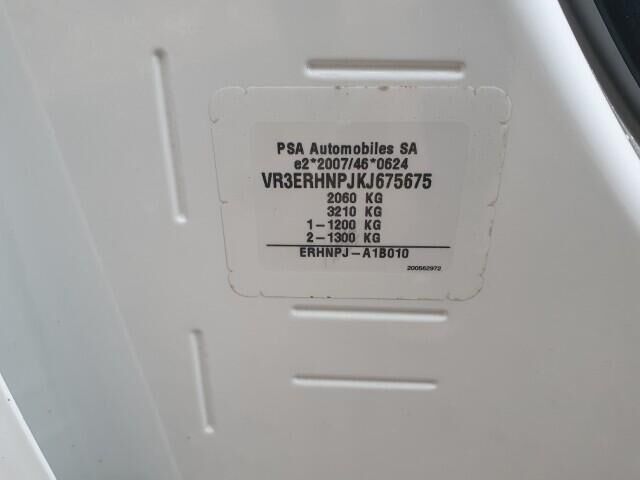 PSA Automobiles SA
e2*2007/46*0624
VR3ERHNPJKJ675675
2060 KG
3210 KG
1-1200 KG
2-1300 KG
ERHNPJ-A1B010
200562972